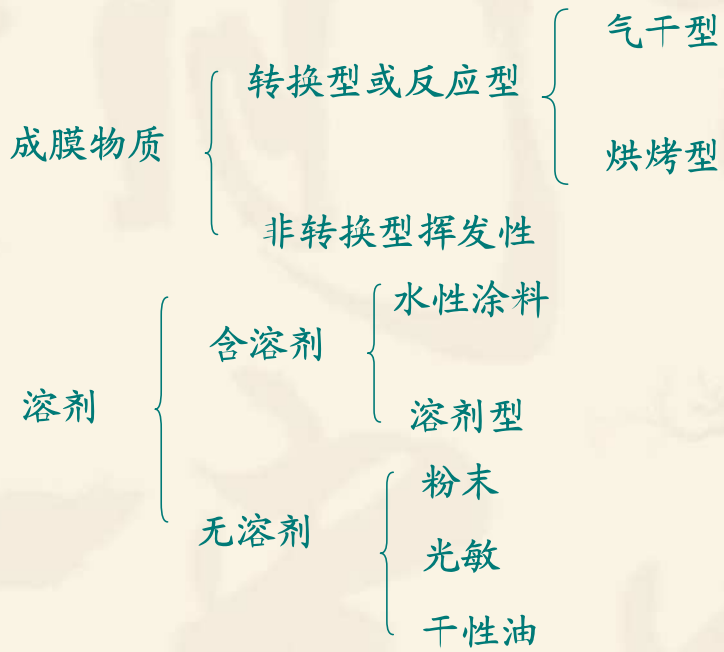 气干型
转换型或反应型
成膜物质
烘烤型
非转换型挥发性
水性涂料
含溶剂
溶剂
溶剂型
粉末
无溶剂
光敏
干性油